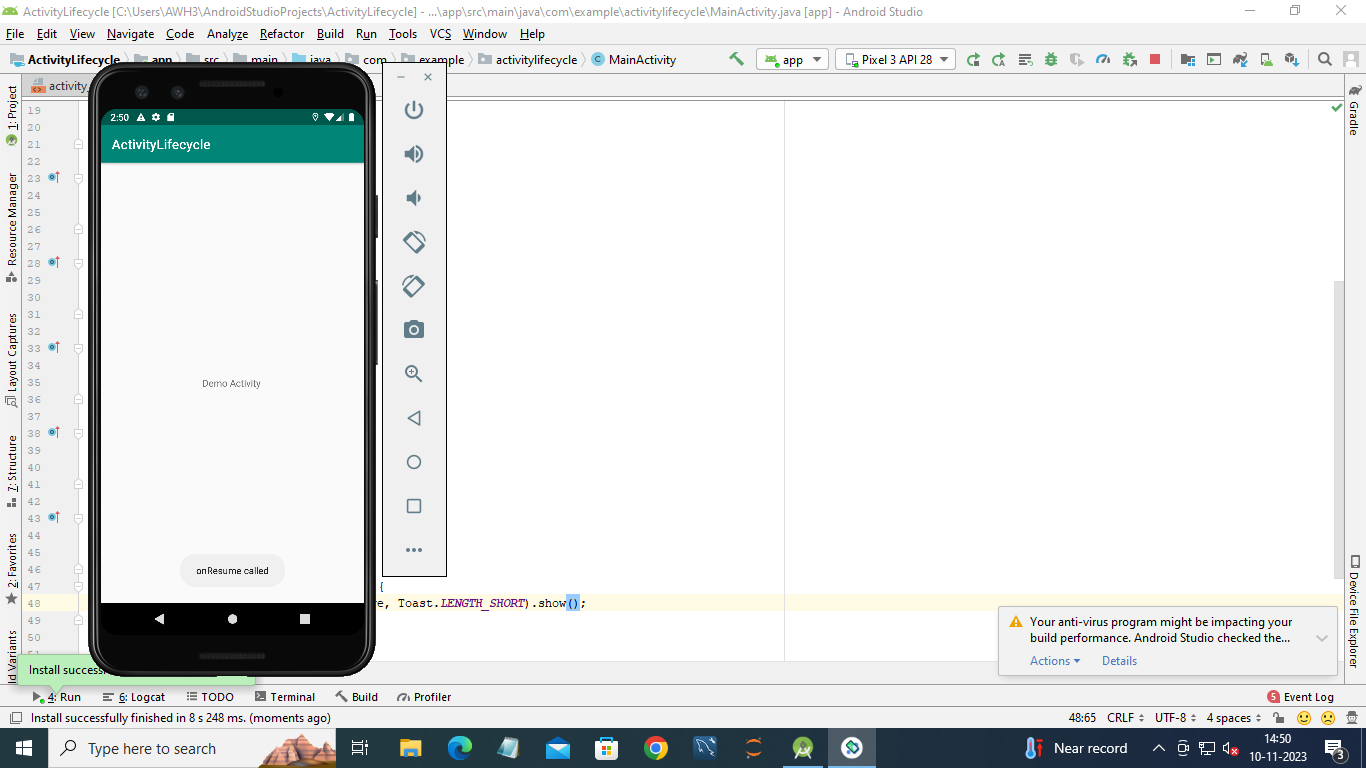 ActivityLifecycle [C:\Users\AWH3\AndroidStudioProjects\ActivityLifecycle] - ...\app\src\main\java\com\example\activitylifecycle\MainActivity.java [app] - Android Studio
File Edit View Navigate Code Analyze Refactor Build Run Tools VCS Window Help
ActivityLifecycle app src main java com example activitylifecycle MainActivity app Pixel 3 API 28
activity
1: Project
Resource Manager
Layout Captures
7: Structure
2: Favorites
ld Variants
Gradle
Device File Explorer
19
20
21
22
23
24
25
26
27
28
29
30
31
32
33
34
35
36
37
38
39
40
41
42
43
44
45
46
47 {
48 e, Toast.LENGTH_SHORT).show();
49
50
2:50
ActivityLifecycle
Demo Activity
onResume called
Your anti-virus program might be impacting your
build performance. Android Studio checked the...
Actions Details
Install success
4: Run 6: Logcat TODO Terminal Build Profiler 5 Event Log
Install successfully finished in 8 s 248 ms. (moments ago) 48:65 CRLF UTF-8 4 spaces
Type here to search
Near record
14:50
10-11-2023
3